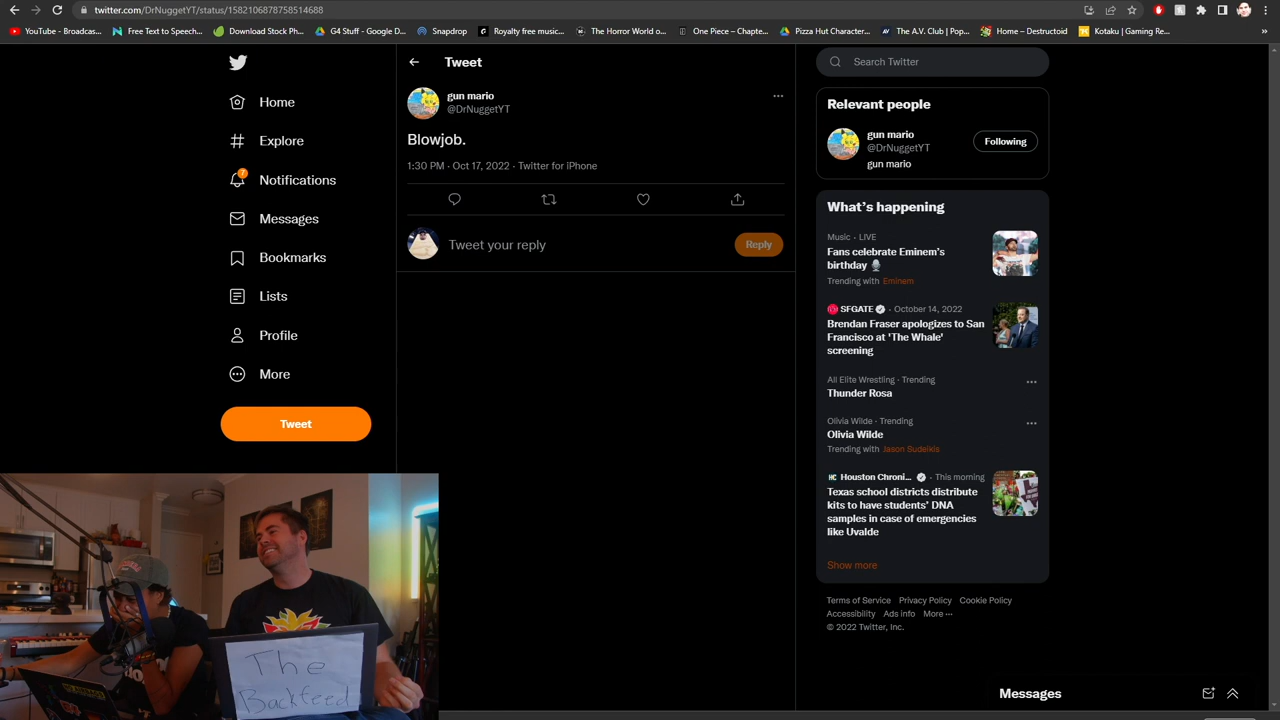 twitter.com/DrNuggetYT/status/1582106878758514688
YouTube - Broadcas...
Free Text to Speech...
Download Stock Ph...
G4 Stuff - Google D...
Snapdrop
Royalty free music...
The Horror World o...
One Piece – Chapte...
Pizza Hut Character...
The A.V. Club | Pop...
Home – Destructoid
Kotaku | Gaming Re...
»
Home
Explore
7
Notifications
Messages
Bookmarks
Lists
Profile
More
Tweet
Tweet
gun mario
@DrNuggetYT
Blowjob.
1:30 PM · Oct 17, 2022 · Twitter for iPhone
Tweet your reply
Reply
Search Twitter
Relevant people
gun mario
@DrNuggetYT
Following
gun mario
What's happening
Music · LIVE
Fans celebrate Eminem's
birthday 🎙️
Trending with Eminem
SFGATE · October 14, 2022
Brendan Fraser apologizes to San
Francisco at 'The Whale'
screening
All Elite Wrestling · Trending
Thunder Rosa
Olivia Wilde · Trending
Olivia Wilde
Trending with Jason Sudeikis
Houston Chroni... · This morning
Texas school districts distribute
kits to have students' DNA
samples in case of emergencies
like Uvalde
Show more
Terms of Service Privacy Policy Cookie Policy
Accessibility Ads info More ···
© 2022 Twitter, Inc.
Messages
The
Backfeed